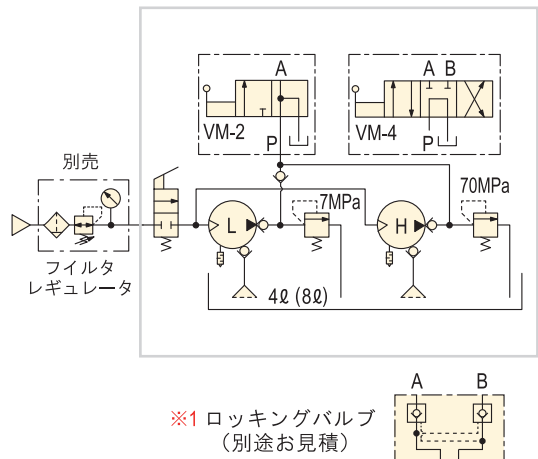 A
A B
VM-2
P
VM-4
P
別売
7MPa
70MPa
L
H
フイルタ
レギュレータ
4ℓ (8ℓ)
A
B
※1 ロッキングバルブ
(別途お見積)